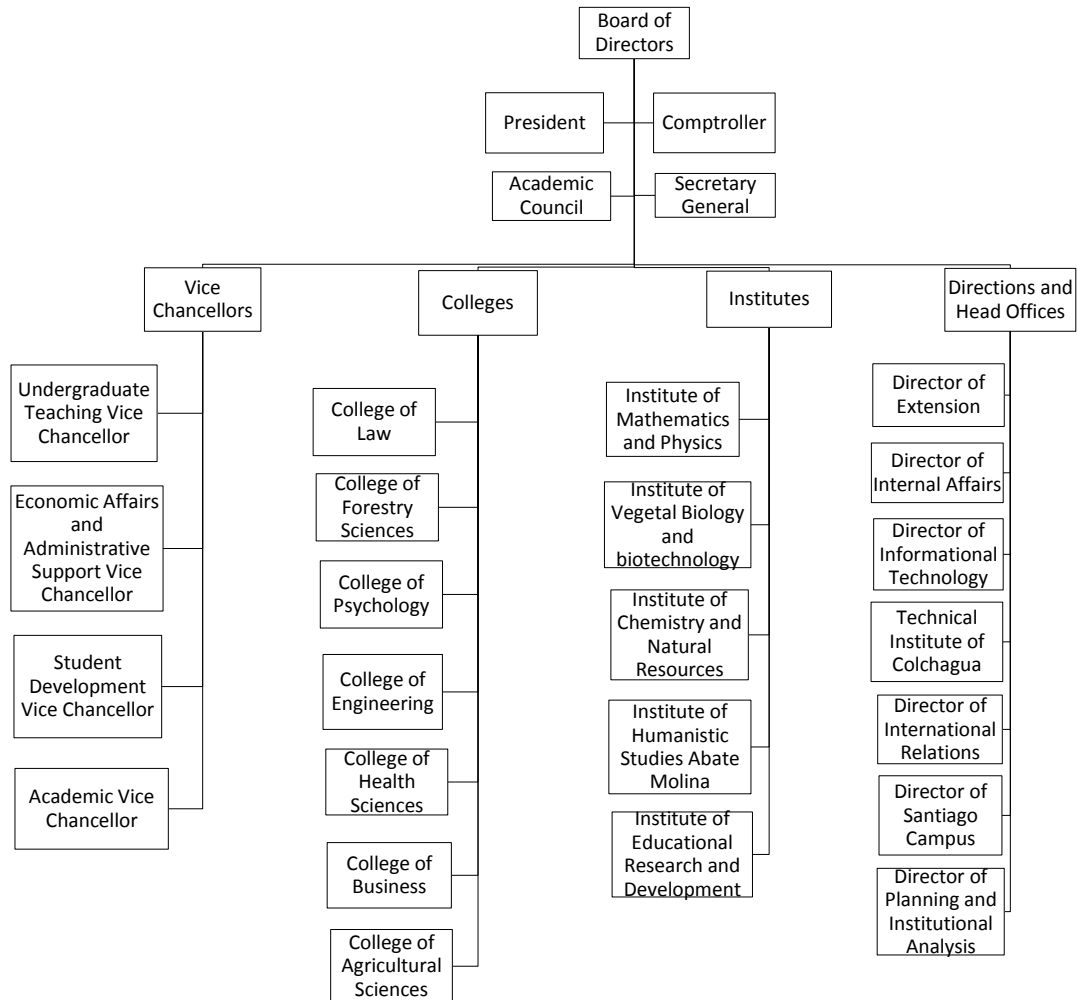 Board of
Directors
President
Comptroller
Academic
Council
Secretary
General
Vice
Chancellors
Colleges
Institutes
Directions and
Head Offices
Undergraduate
Teaching Vice
Chancellor
Economic Affairs
and
Administrative
Support Vice
Chancellor
Student
Development
Vice Chancellor
Academic Vice
Chancellor
College of
Law
College of
Forestry
Sciences
College of
Psychology
College of
Engineering
College of
Health
Sciences
College of
Business
College of
Agricultural
Sciences
Institute of
Mathematics
and Physics
Institute of
Vegetal Biology
and
biotechnology
Institute of
Chemistry and
Natural
Resources
Institute of
Humanistic
Studies Abate
Molina
Institute of
Educational
Research and
Development
Director of
Extension
Director of
Internal Affairs
Director of
Informational
Technology
Technical
Institute of
Colchagua
Director of
International
Relations
Director of
Santiago
Campus
Director of
Planning and
Institutional
Analysis